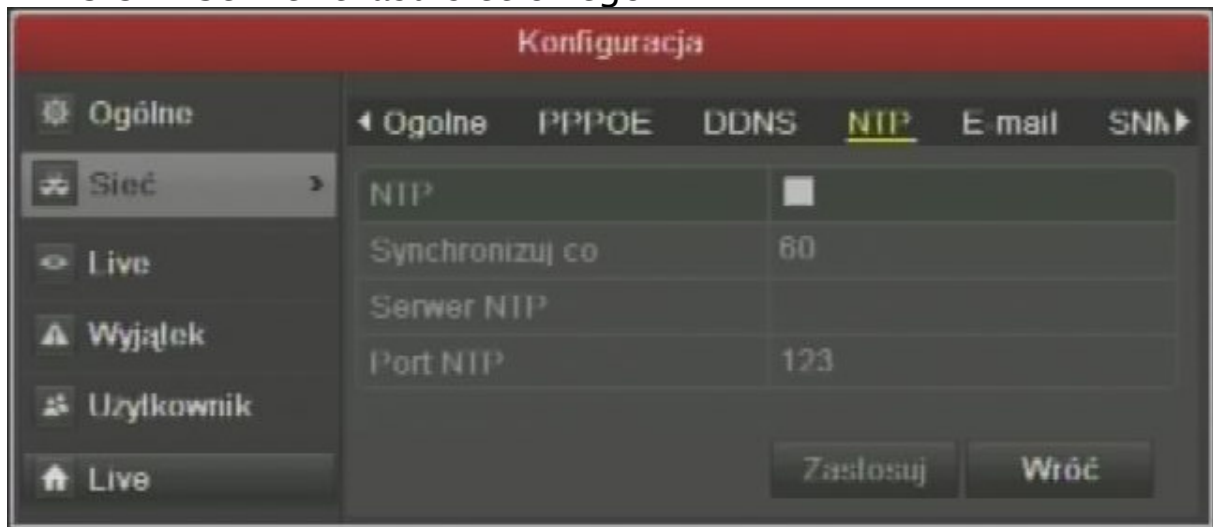 Konfiguracja
Ogólne
Sieć
Live
Wyjątek
Użytkownik
Live
Ogolne PPPOE DDNS NTP E-mail SNM
NTP
Synchronizuj co 60
Serwer NTP
Port NTP 123
Zastosuj Wróć